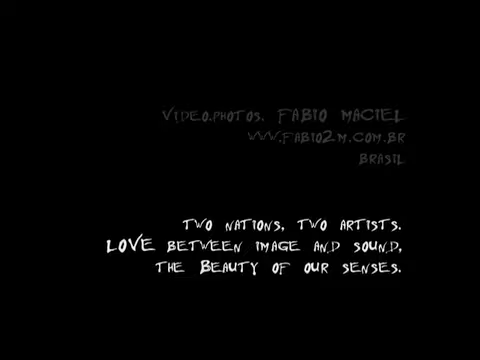 VIDEO.PHOTOS. FABIO MACIEL
WWW.FABIO2M.COM.BR
BRASIL
TWO NATIONS, TWO ARTISTS.
LOVE BETWEEN IMAGE AND SOUND,
THE BEAUTY OF OUR SENSES.